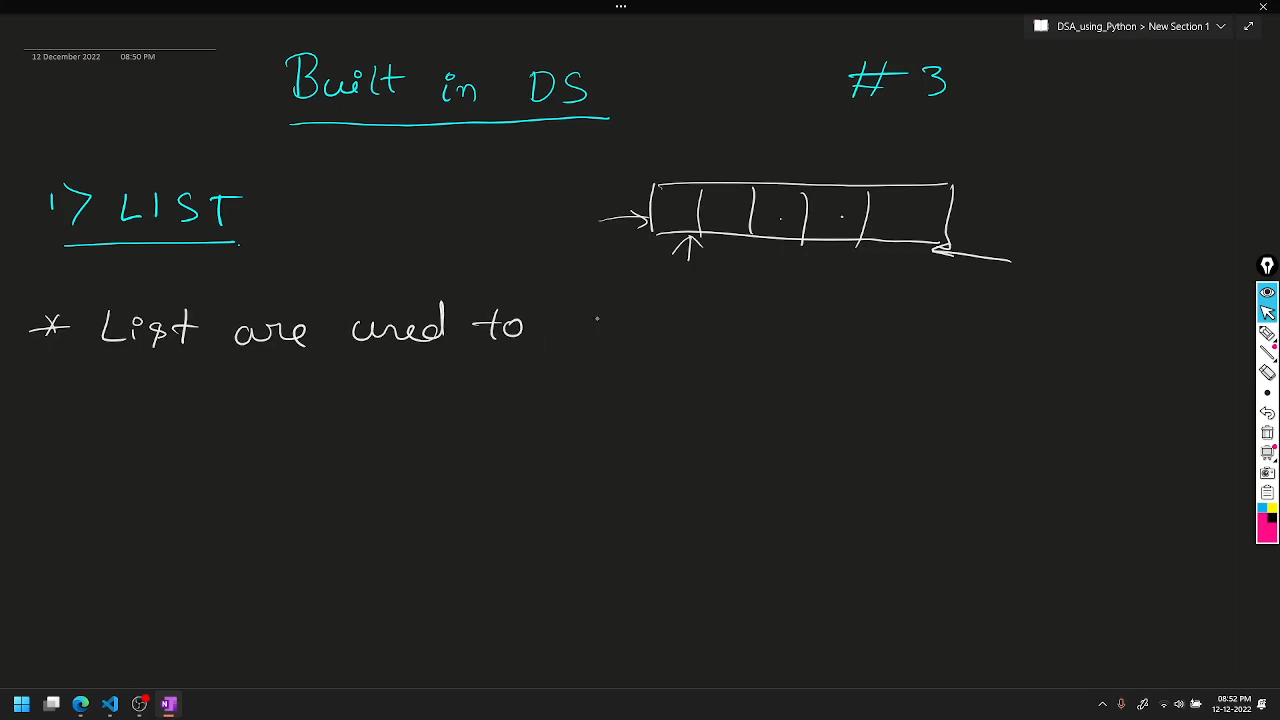 ...
DSA_using_Python > New Section 1
12 December 2022 08:50 PM
Built in DS #3
1> LIST
* List are used to
08:52 PM
12-12-2022